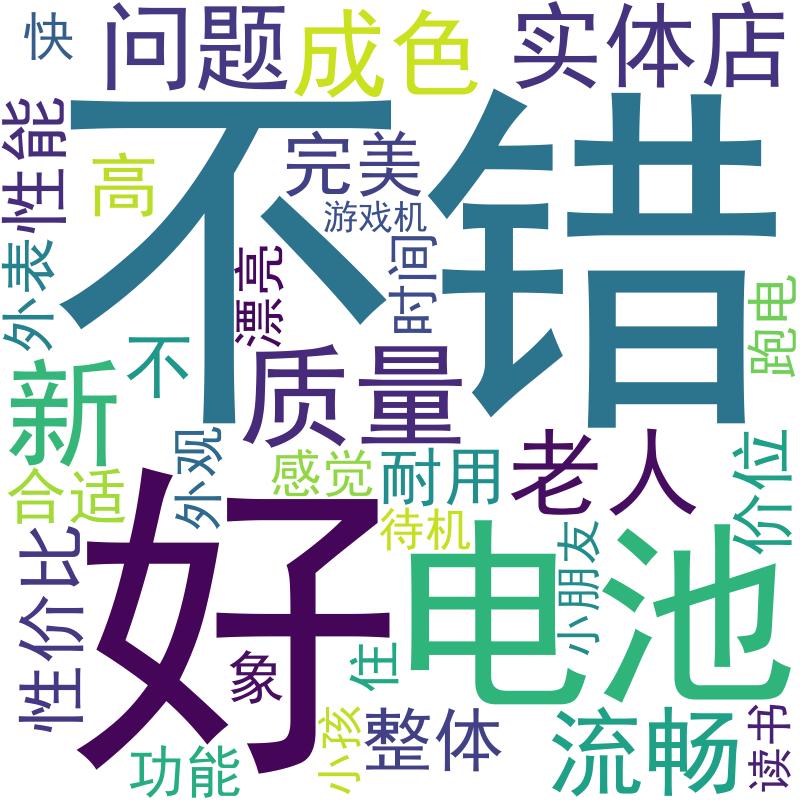 快
问题
成色
实体店
不错
性能
高
完美
游戏机
漂亮
时间
外表
跑电
不
质量
新
外观
感觉
耐用
老人
价位
合适
待机
好
电池
小朋友
性价比
象
住
小孩
整体
流畅
读书
功能